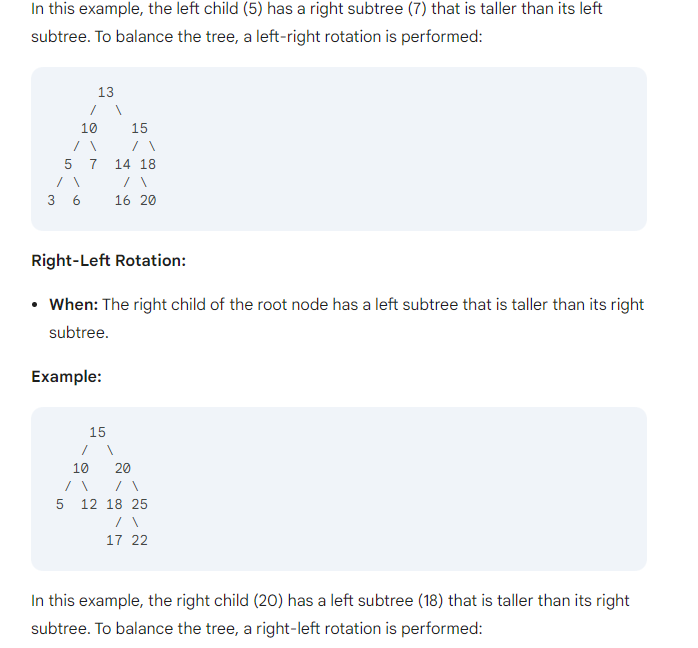 In this example, the left child (5) has a right subtree (7) that is taller than its left
subtree. To balance the tree, a left-right rotation is performed:
      13
     /  \
    10    15
   / \    / \
  5  7  14 18
 / \     / \
3  6    16 20
Right-Left Rotation:
• When: The right child of the root node has a left subtree that is taller than its right
subtree.
Example:
    15
   /  \
  10   20
 / \   / \
5  12 18 25
       / \
      17 22
In this example, the right child (20) has a left subtree (18) that is taller than its right
subtree. To balance the tree, a right-left rotation is performed: